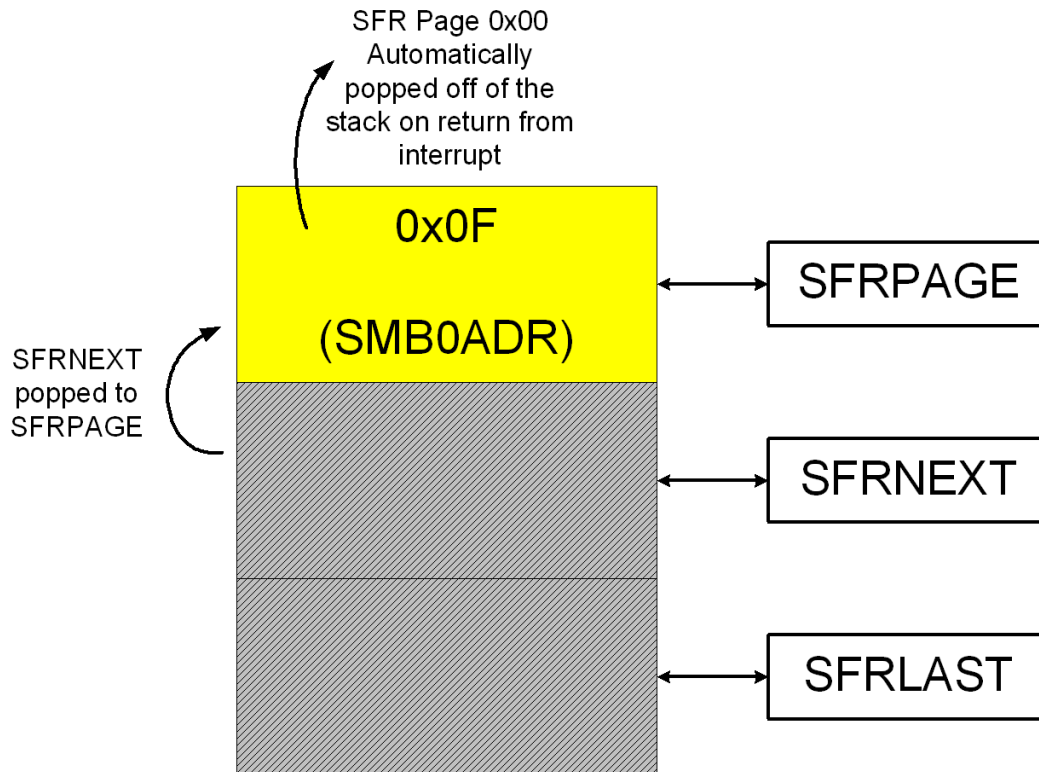 SFR Page 0x00
Automatically
popped off of the
stack on return from
interrupt
0x0F
(SMB0ADR)
SFRPAGE
SFRNEXT
popped to
SFRPAGE
SFRNEXT
SFRLAST